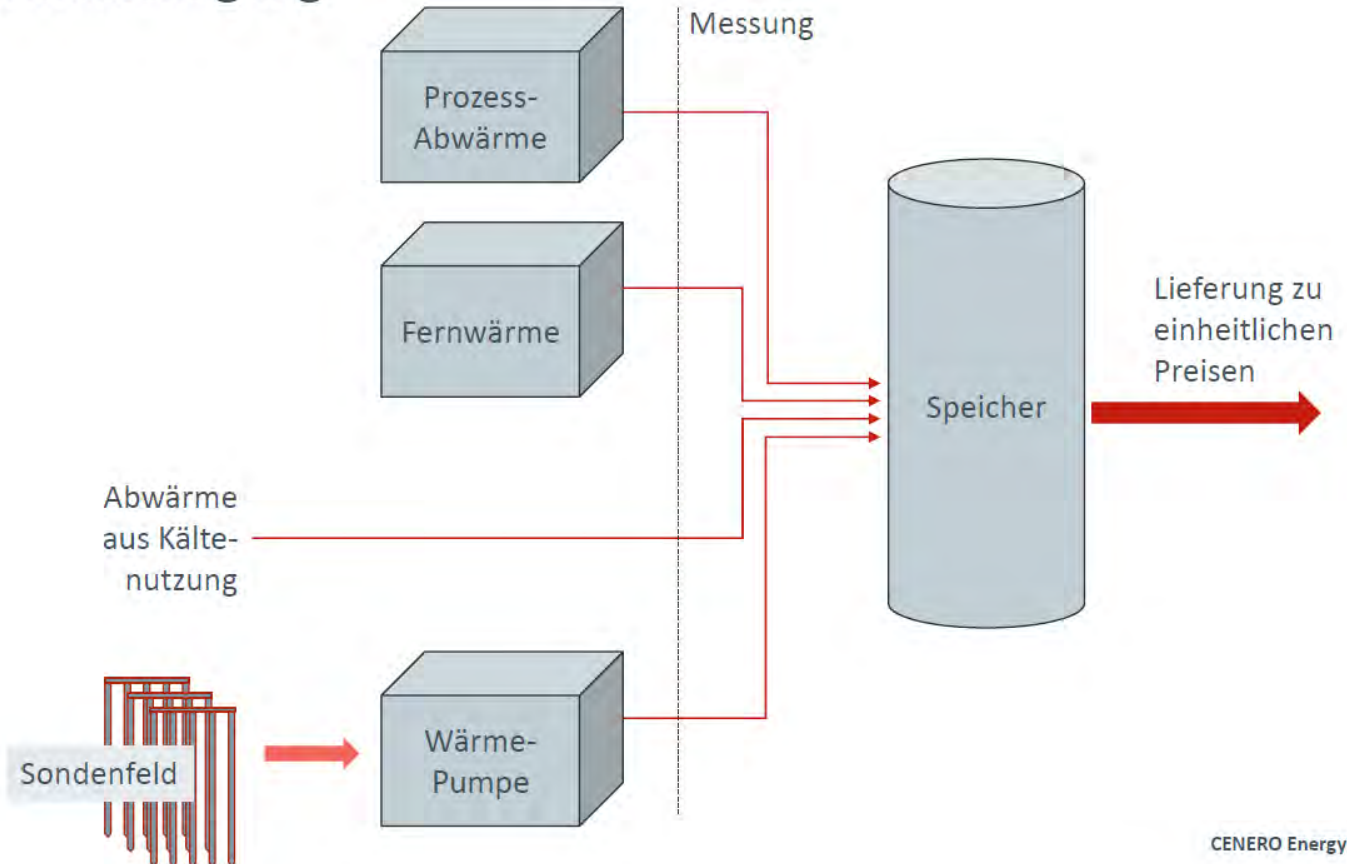 Messung
Prozess-
Abwärme
Fernwärme
Speicher
Lieferung zu
einheitlichen
Preisen
Abwärme
aus Kälte-
nutzung
Sondenfeld
Wärme-
Pumpe
CENERO Energy